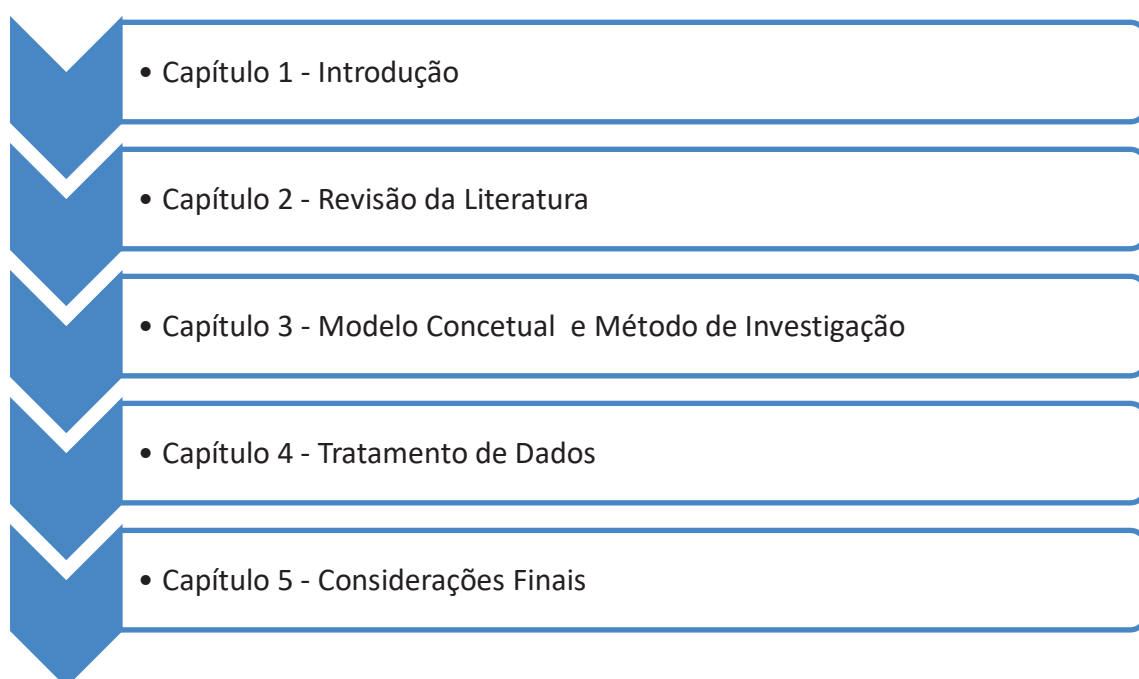 • Capítulo 1 - Introdução
• Capítulo 2 - Revisão da Literatura
• Capítulo 3 - Modelo Concetual  e Método de Investigação
• Capítulo 4 - Tratamento de Dados
• Capítulo 5 - Considerações Finais